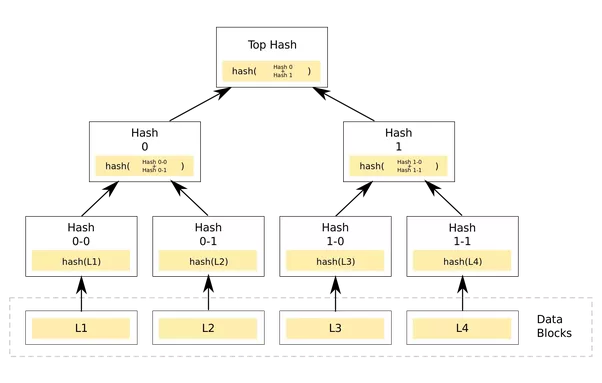 Top Hash
hash( Hash 0 + Hash 1 )
Hash
0
hash( Hash 0-0 + Hash 0-1 )
Hash
1
hash( Hash 1-0 + Hash 1-1 )
Hash
0-0
hash(L1)
Hash
0-1
hash(L2)
Hash
1-0
hash(L3)
Hash
1-1
hash(L4)
L1
L2
L3
L4
Data
Blocks